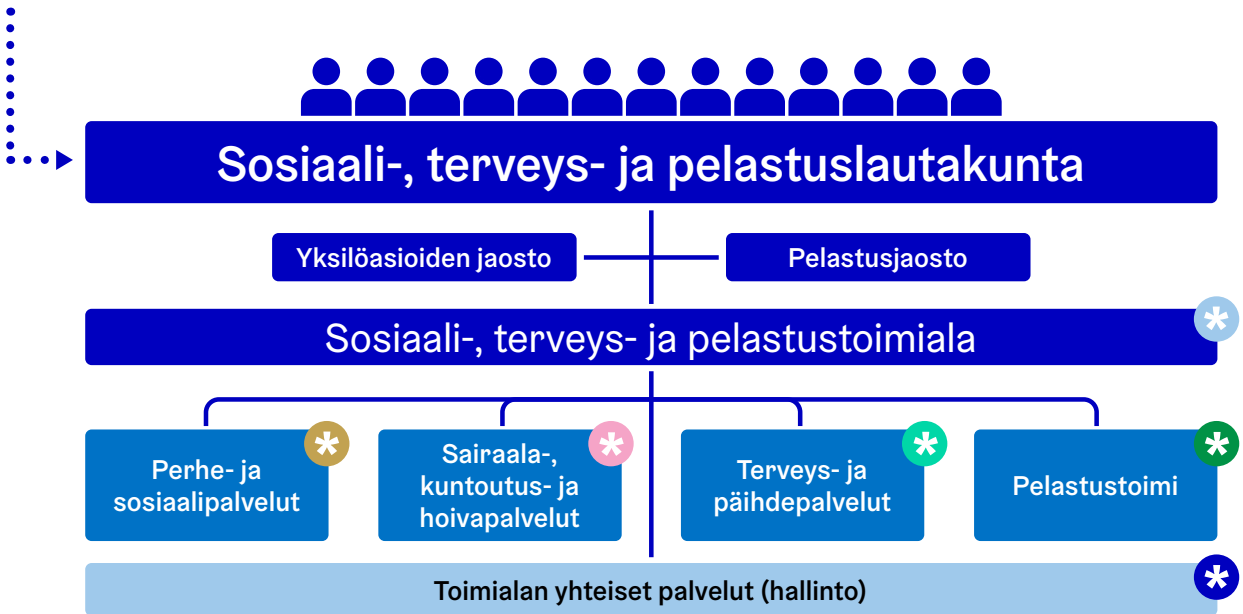 Sosiaali-, terveys- ja pelastuslautakunta
Yksilöasioiden jaosto
Pelastusjaosto
Sosiaali-, terveys- ja pelastustoimiala
*
Perhe- ja
sosiaalipalvelut
*
Sairaala-,
kuntoutus- ja
hoivapalvelut
*
Terveys- ja
päihdepalvelut
*
Pelastustoimi
*
Toimialan yhteiset palvelut (hallinto)
*